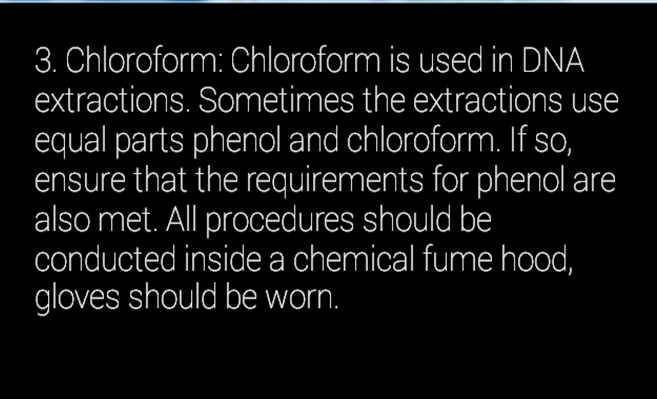 3. Chloroform: Chloroform is used in DNA
extractions. Sometimes the extractions use
equal parts phenol and chloroform. If so,
ensure that the requirements for phenol are
also met. All procedures should be
conducted inside a chemical fume hood,
gloves should be worn.